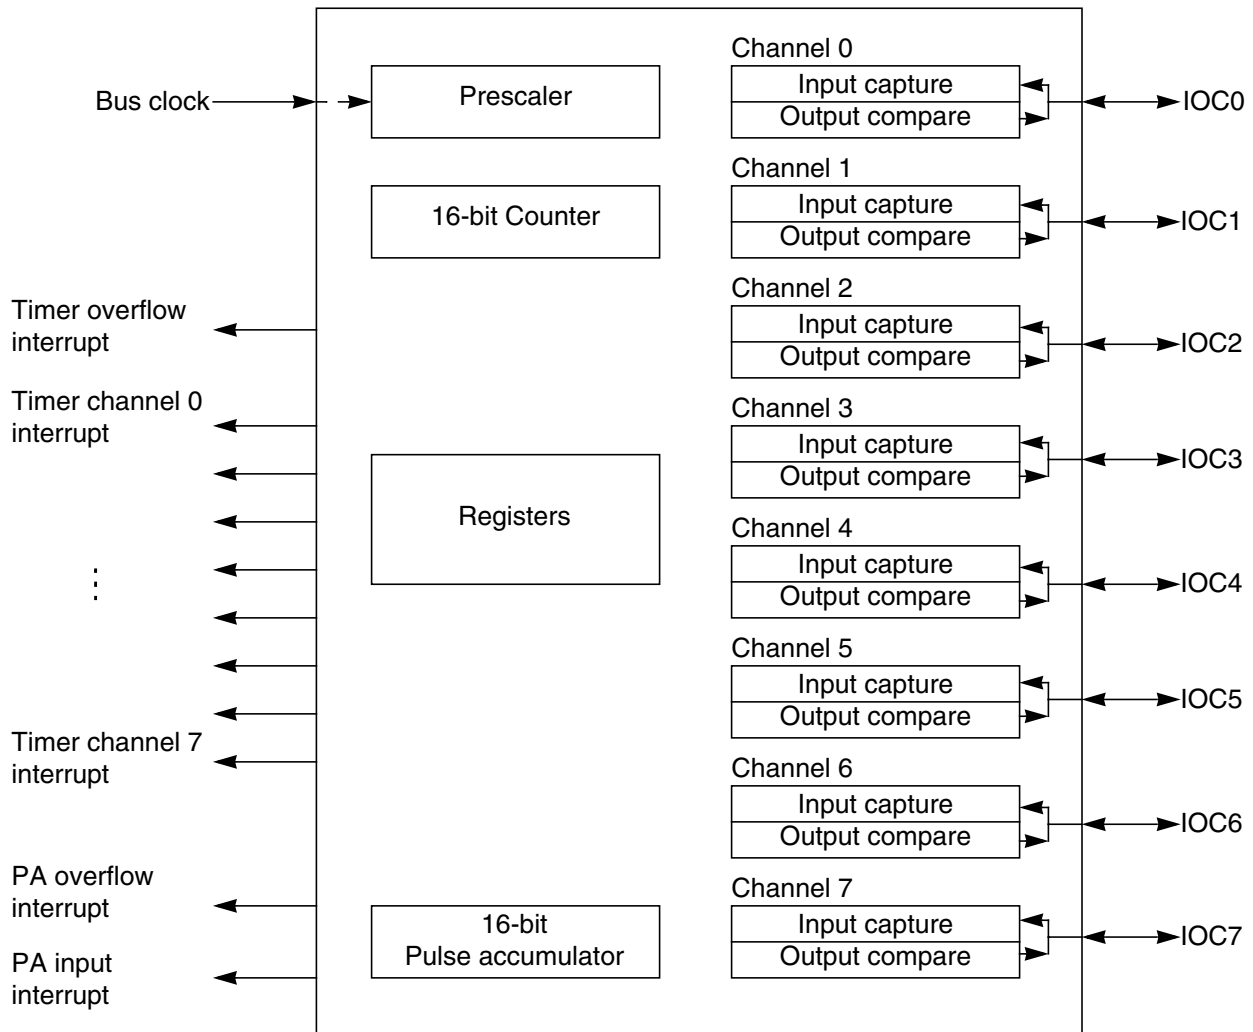 Bus clock
Timer overflow
interrupt
Timer channel 0
interrupt
Timer channel 7
interrupt
PA overflow
interrupt
PA input
interrupt
Prescaler
16-bit Counter
Registers
16-bit
Pulse accumulator
Channel 0
Input capture
Output compare
IOC0
Channel 1
Input capture
Output compare
IOC1
Channel 2
Input capture
Output compare
IOC2
Channel 3
Input capture
Output compare
IOC3
Channel 4
Input capture
Output compare
IOC4
Channel 5
Input capture
Output compare
IOC5
Channel 6
Input capture
Output compare
IOC6
Channel 7
Input capture
Output compare
IOC7